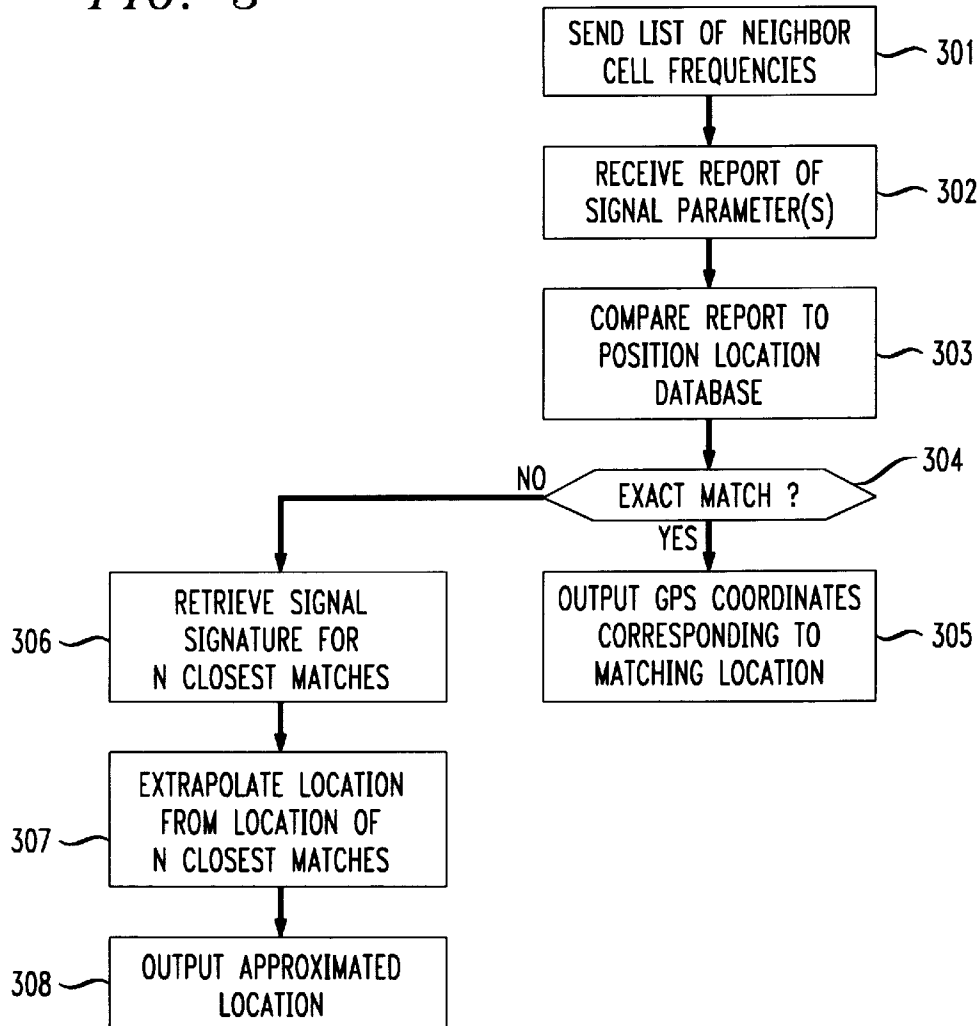 FIG. 3
SEND LIST OF NEIGHBOR
CELL FREQUENCIES
301
RECEIVE REPORT OF
SIGNAL PARAMETER(S)
302
COMPARE REPORT TO
POSITION LOCATION
DATABASE
303
304
EXACT MATCH ?
NO
YES
OUTPUT GPS COORDINATES
CORRESPONDING TO
MATCHING LOCATION
305
RETRIEVE SIGNAL
SIGNATURE FOR
N CLOSEST MATCHES
306
EXTRAPOLATE LOCATION
FROM LOCATION OF
N CLOSEST MATCHES
307
OUTPUT APPROXIMATED
LOCATION
308